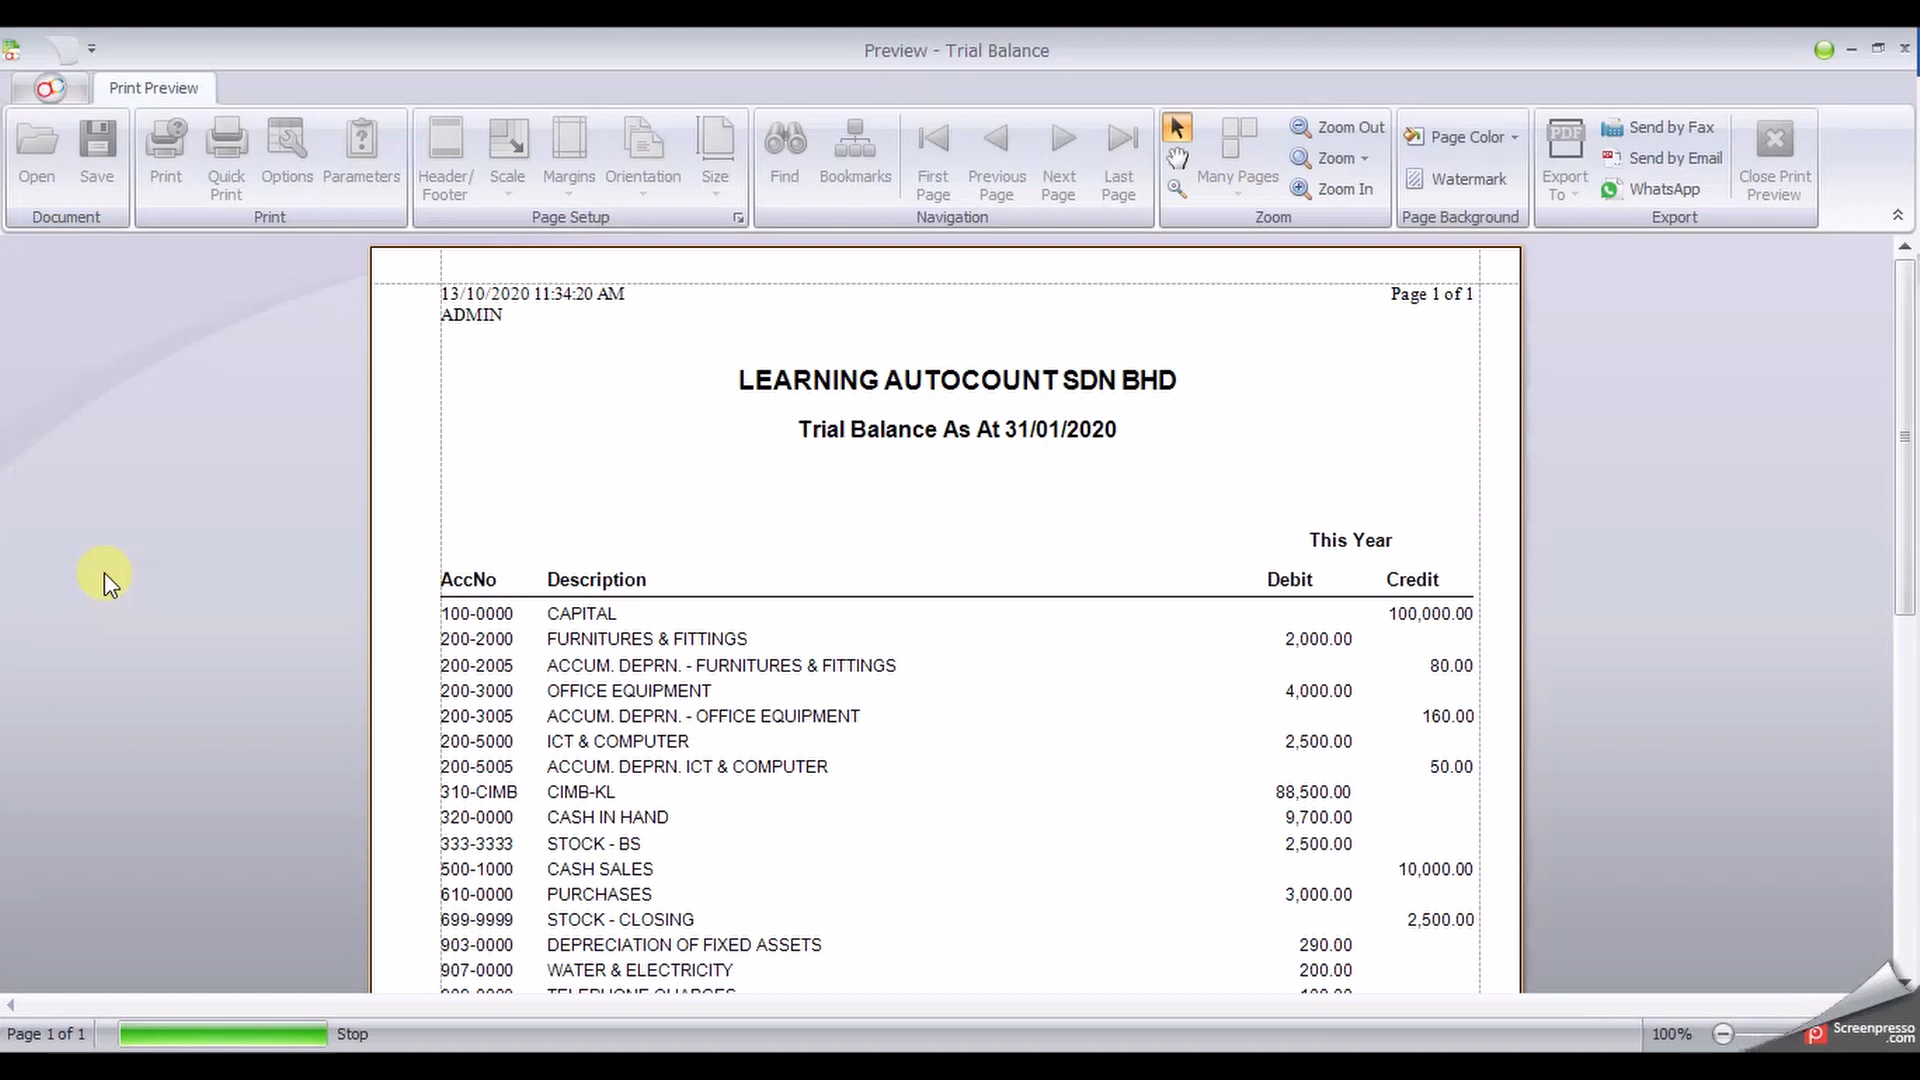 Preview - Trial Balance
Print Preview
Open
Save
Document
Print
Quick Print
Options
Parameters
Print
Header/ Footer
Scale
Margins
Orientation
Size
Page Setup
Find
Bookmarks
First Page
Previous Page
Next Page
Last Page
Navigation
Many Pages
Zoom Out
Zoom
Zoom In
Zoom
Page Color
Watermark
Page Background
PDF
Export To
Send by Fax
Send by Email
WhatsApp
Export
Close Print Preview
13/10/2020 11:34:20 AM Page 1 of 1
ADMIN
LEARNING AUTOCOUNT SDN BHD
Trial Balance As At 31/01/2020
This Year
AccNo Description Debit Credit
100-0000 CAPITAL 100,000.00
200-2000 FURNITURES & FITTINGS 2,000.00
200-2005 ACCUM. DEPRN. - FURNITURES & FITTINGS 80.00
200-3000 OFFICE EQUIPMENT 4,000.00
200-3005 ACCUM. DEPRN. - OFFICE EQUIPMENT 160.00
200-5000 ICT & COMPUTER 2,500.00
200-5005 ACCUM. DEPRN. ICT & COMPUTER 50.00
310-CIMB CIMB-KL 88,500.00
320-0000 CASH IN HAND 9,700.00
333-3333 STOCK - BS 2,500.00
500-1000 CASH SALES 10,000.00
610-0000 PURCHASES 3,000.00
699-9999 STOCK - CLOSING 2,500.00
903-0000 DEPRECIATION OF FIXED ASSETS 290.00
907-0000 WATER & ELECTRICITY 200.00
TELEPHONE CHARGES
Page 1 of 1 Stop 100%
Screenpresso
.com